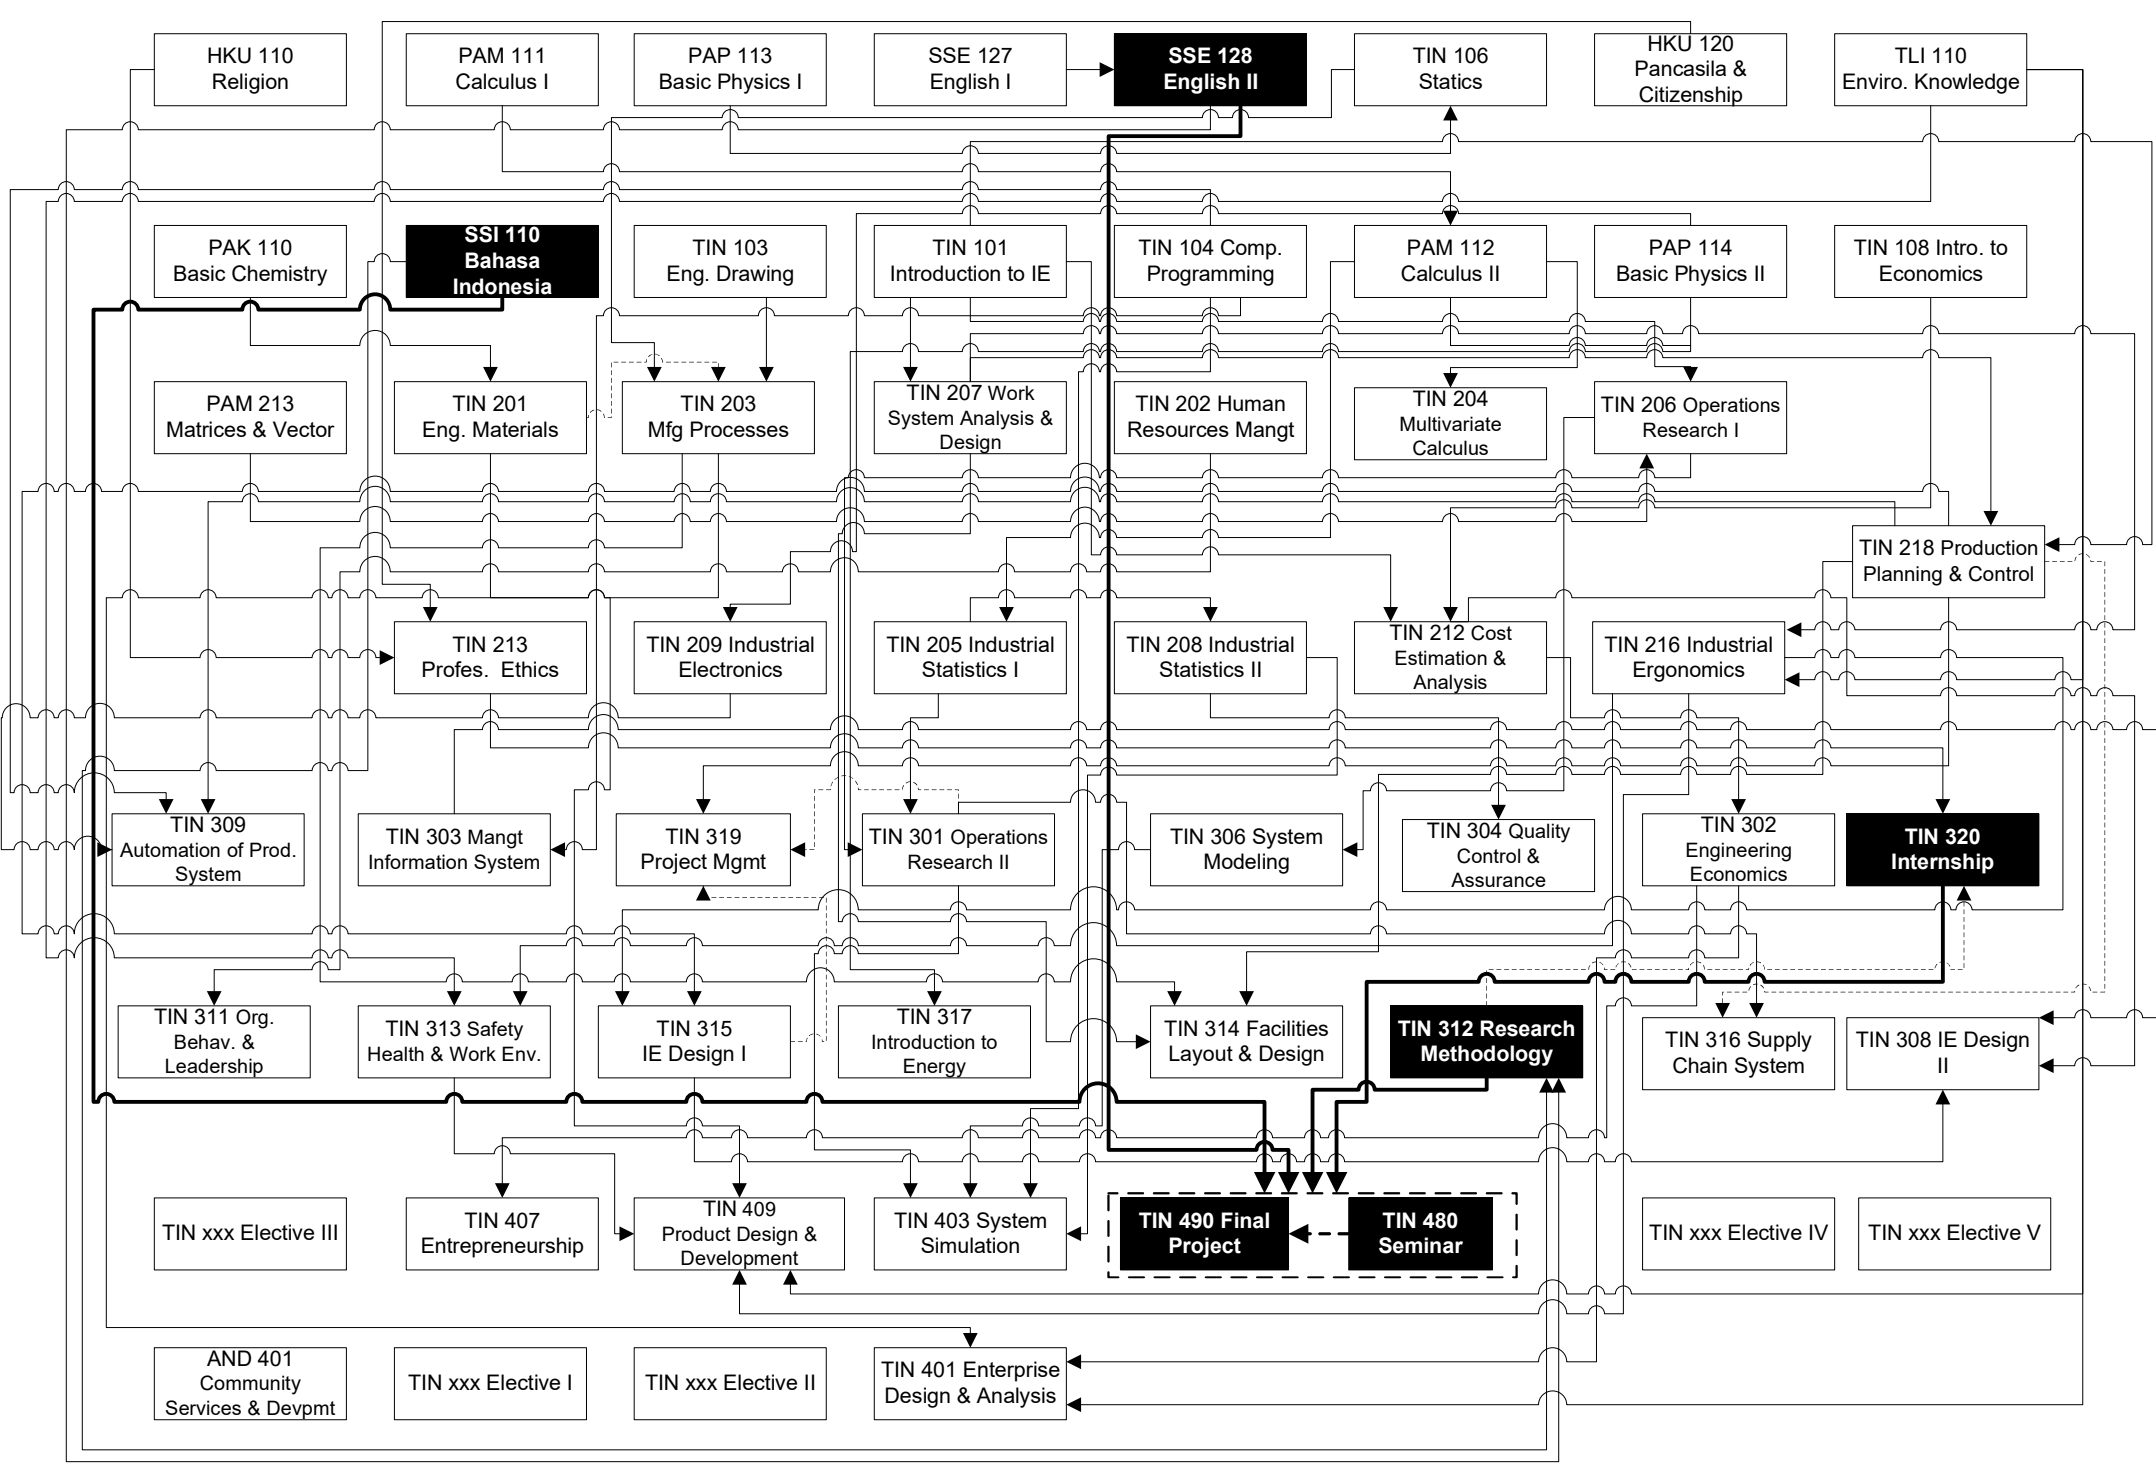 HKU 110
Religion
PAM 111
Calculus I
PAP 113
Basic Physics I
SSE 127
English I
SSE 128
English II
TIN 106
Statics
HKU 120
Pancasila &
Citizenship
TLI 110
Enviro. Knowledge
PAK 110
Basic Chemistry
SSI 110
Bahasa
Indonesia
TIN 103
Eng. Drawing
TIN 101
Introduction to IE
TIN 104 Comp.
Programming
PAM 112
Calculus II
PAP 114
Basic Physics II
TIN 108 Intro. to
Economics
PAM 213
Matrices & Vector
TIN 201
Eng. Materials
TIN 203
Mfg Processes
TIN 207 Work
System Analysis &
Design
TIN 202 Human
Resources Mangt
TIN 204
Multivariate
Calculus
TIN 206 Operations
Research I
TIN 218 Production
Planning & Control
TIN 213
Profes. Ethics
TIN 209 Industrial
Electronics
TIN 205 Industrial
Statistics I
TIN 208 Industrial
Statistics II
TIN 212 Cost
Estimation &
Analysis
TIN 216 Industrial
Ergonomics
TIN 309
Automation of Prod.
System
TIN 303 Mangt
Information System
TIN 319
Project Mgmt
TIN 301 Operations
Research II
TIN 306 System
Modeling
TIN 304 Quality
Control &
Assurance
TIN 302
Engineering
Economics
TIN 320
Internship
TIN 311 Org.
Behav. &
Leadership
TIN 313 Safety
Health & Work Env.
TIN 315
IE Design I
TIN 317
Introduction to
Energy
TIN 314 Facilities
Layout & Design
TIN 312 Research
Methodology
TIN 316 Supply
Chain System
TIN 308 IE Design
II
TIN xxx Elective III
TIN 407
Entrepreneurship
TIN 409
Product Design &
Development
TIN 403 System
Simulation
TIN 490 Final
Project
TIN 480
Seminar
TIN xxx Elective IV
TIN xxx Elective V
AND 401
Community
Services & Devpmt
TIN xxx Elective I
TIN xxx Elective II
TIN 401 Enterprise
Design & Analysis